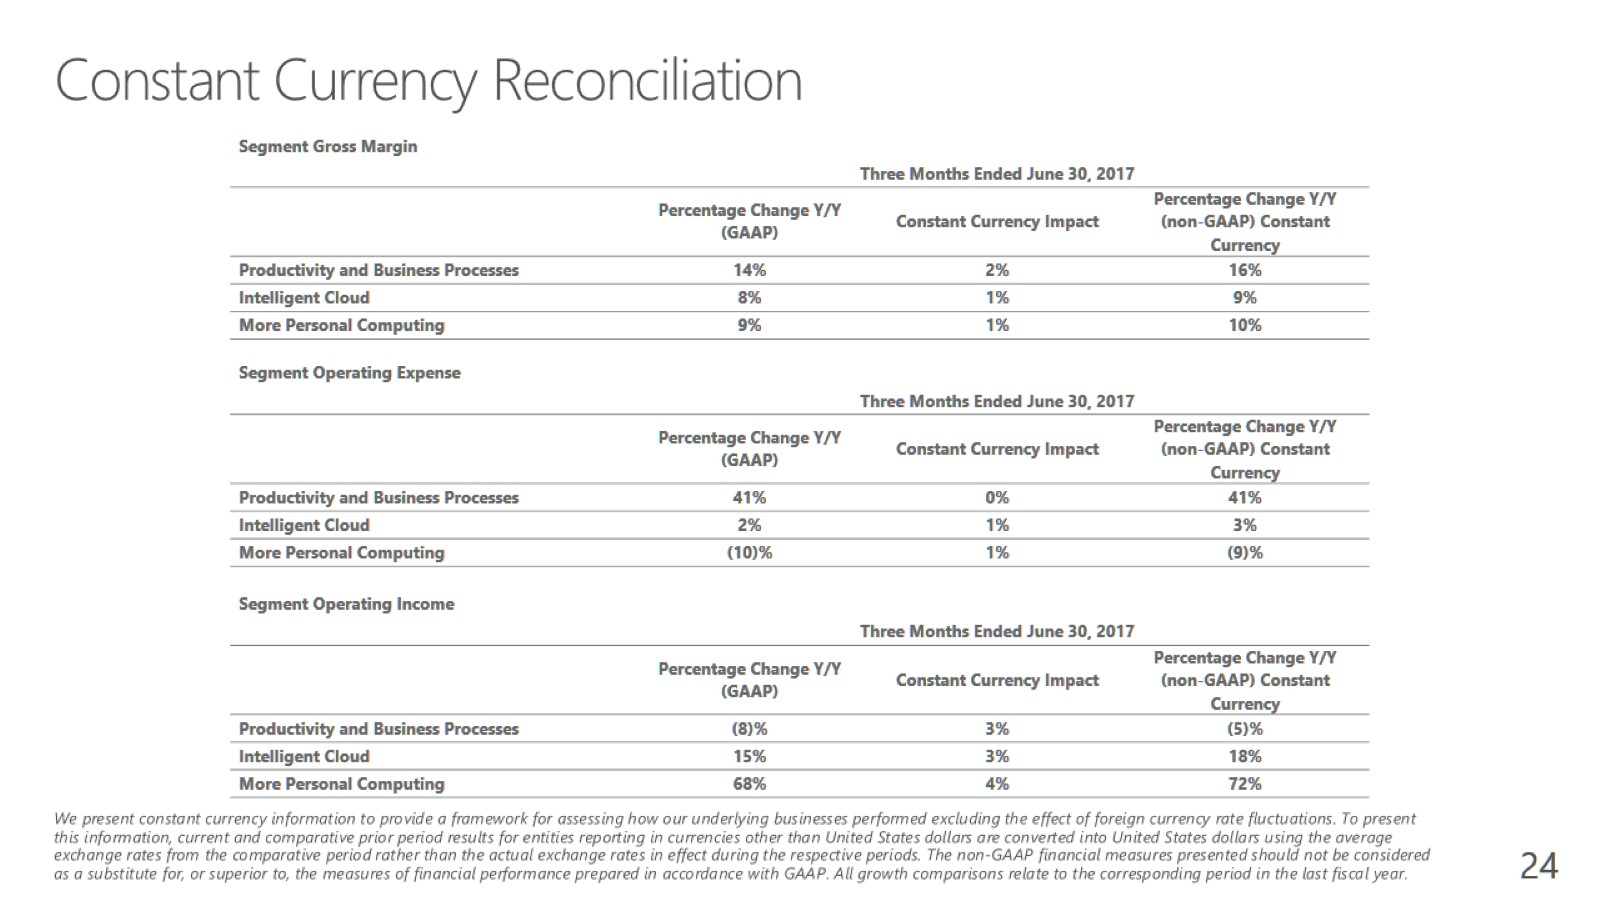 Constant Currency Reconciliation
Segment Gross Margin
Three Months Ended June 30, 2017
Percentage Change Y/Y (GAAP) Constant Currency Impact Percentage Change Y/Y (non-GAAP) Constant Currency
Productivity and Business Processes 14% 2% 16%
Intelligent Cloud 8% 1% 9%
More Personal Computing 9% 1% 10%
Segment Operating Expense
Three Months Ended June 30, 2017
Percentage Change Y/Y (GAAP) Constant Currency Impact Percentage Change Y/Y (non-GAAP) Constant Currency
Productivity and Business Processes 41% 0% 41%
Intelligent Cloud 2% 1% 3%
More Personal Computing (10)% 1% (9)%
Segment Operating Income
Three Months Ended June 30, 2017
Percentage Change Y/Y (GAAP) Constant Currency Impact Percentage Change Y/Y (non-GAAP) Constant Currency
Productivity and Business Processes (8)% 3% (5)%
Intelligent Cloud 15% 3% 18%
More Personal Computing 68% 4% 72%
We present constant currency information to provide a framework for assessing how our underlying businesses performed excluding the effect of foreign currency rate fluctuations. To present
this information, current and comparative prior period results for entities reporting in currencies other than United States dollars are converted into United States dollars using the average
exchange rates from the comparative period rather than the actual exchange rates in effect during the respective periods. The non-GAAP financial measures presented should not be considered
as a substitute for, or superior to, the measures of financial performance prepared in accordance with GAAP. All growth comparisons relate to the corresponding period in the last fiscal year.
24